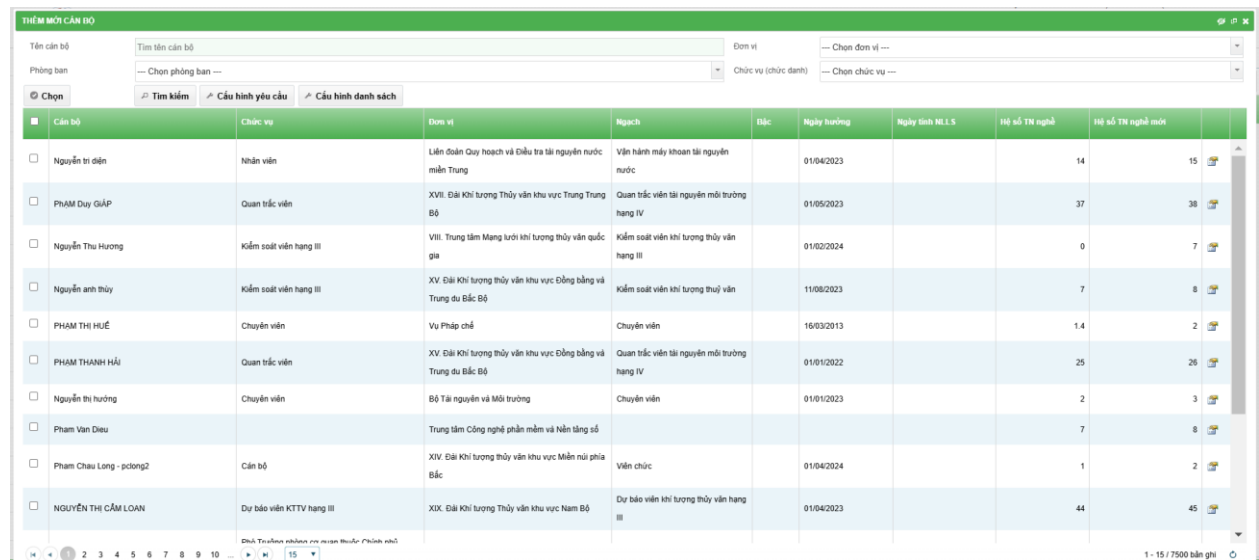 THÊM MỚI CÁN BỘ
Tên cán bộ Tìm tên cán bộ Đơn vị --- Chọn đơn vị ---
Phòng ban --- Chọn phòng ban --- Chức vụ (chức danh) --- Chọn chức vụ ---
Chọn Tìm kiếm Cấu hình yêu cầu Cấu hình danh sách
Cán bộ Chức vụ Đơn vị Ngạch Bậc Ngày hưởng Ngày tính NLLS Hệ số TN nghề Hệ số TN nghề mới
Liên đoàn Quy hoạch và Điều tra tài nguyên nước Vận hành máy khoan tài nguyên
Nguyễn tri diện Nhân viên 01/04/2023 14 15
miền Trung nước
XVII. Đài Khí tượng Thủy văn khu vực Trung Trung Quan trắc viên tài nguyên môi trường
PhẠM Duy GIÁP Quan trắc viên 01/05/2023 37 38
Bộ hạng IV
VIII. Trung tâm Mạng lưới khí tượng thủy văn quốc Kiểm soát viên khí tượng thủy văn
Nguyễn Thu Hương Kiểm soát viên hạng III 01/02/2024 0 7
gia hạng III
XV. Đài Khí tượng thủy văn khu vực Đồng bằng và
Nguyễn anh thùy Kiểm soát viên hạng III Kiểm soát viên khí tượng thuỷ văn 11/08/2023 7 8
Trung du Bắc Bộ
PHẠM THỊ HUẾ Chuyên viên Vụ Pháp chế Chuyên viên 16/03/2013 1.4 2
XV. Đài Khí tượng thủy văn khu vực Đồng bằng và Quan trắc viên tài nguyên môi trường
PHẠM THANH HẢI Quan trắc viên 01/01/2022 25 26
Trung du Bắc Bộ hạng IV
Nguyễn thị hướng Chuyên viên Bộ Tài nguyên và Môi trường Chuyên viên 01/01/2023 2 3
Pham Van Dieu Trung tâm Công nghệ phần mềm và Nền tảng số 7 8
XIV. Đài Khí tượng thủy văn khu vực Miền núi phía
Pham Chau Long - pclong2 Cán bộ Viên chức 01/04/2024 1 2
Bắc
Dự báo viên khí tượng thủy văn hạng
NGUYỄN THỊ CẨM LOAN Dự báo viên KTTV hạng III XIX. Đài Khí tượng Thủy văn khu vực Nam Bộ 01/04/2023 44 45
III
Phó Trưởng phòng cơ quan thuộc Chính phủ
1 2 3 4 5 6 7 8 9 10 ... 15 1 - 15 / 7500 bản ghi